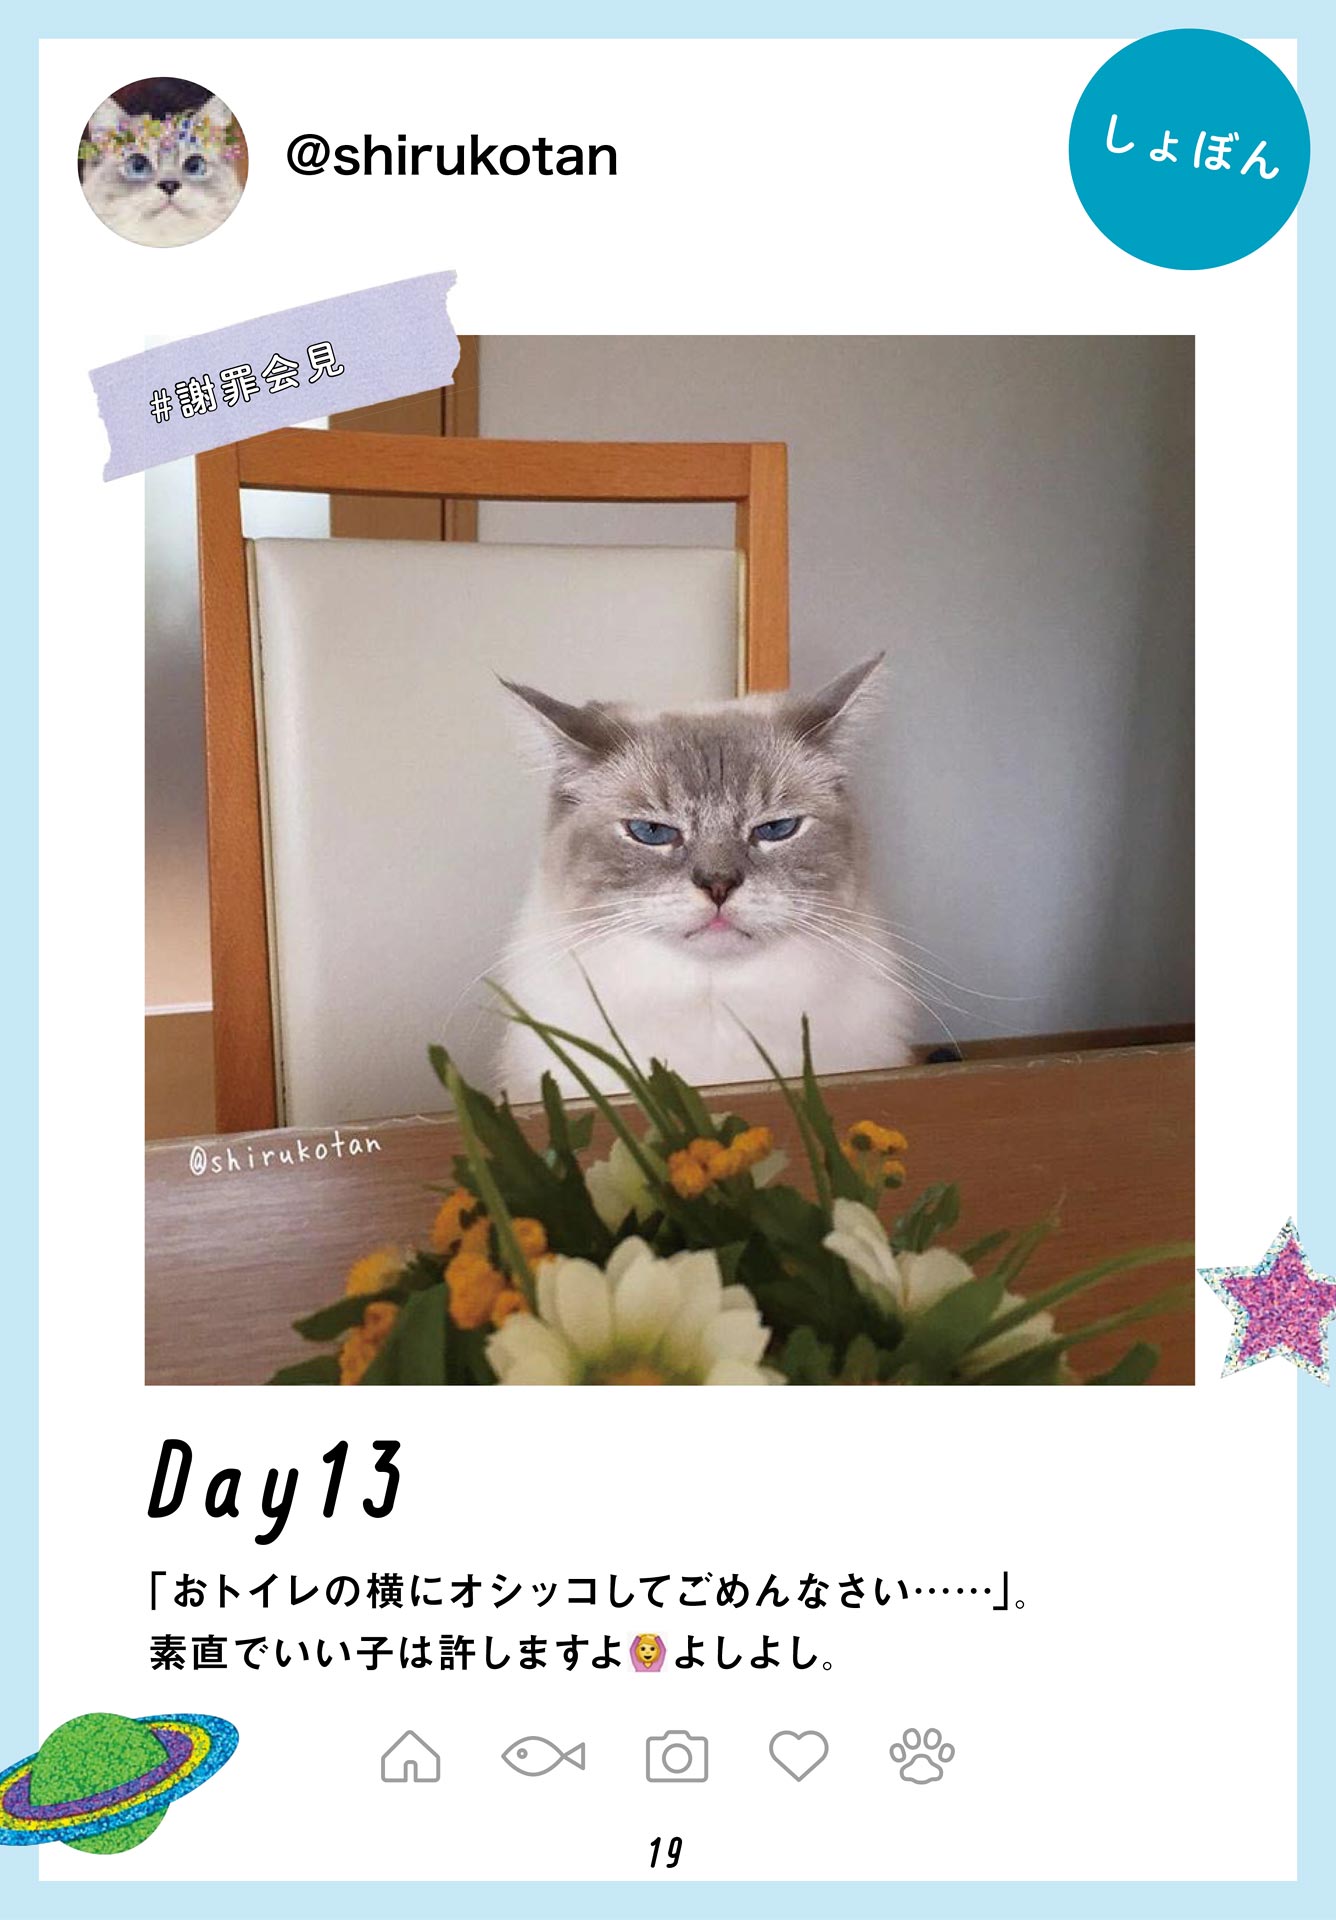 @shirukotan
しょぼん
#謝罪会見
@shirukotan
Day13
「おトイレの横にオシッコしてごめんなさい……」。
素直でいい子は許しますよ🙆よしよし。
19